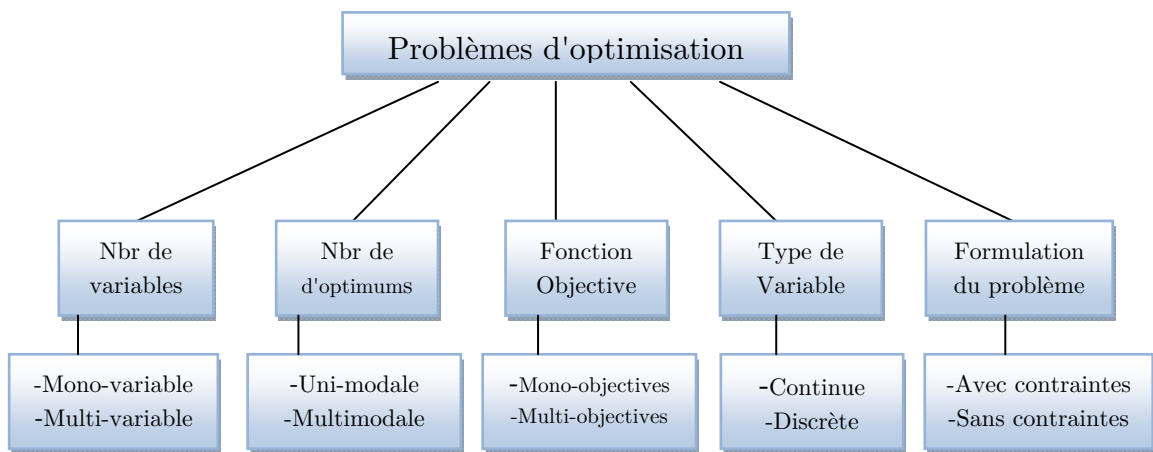 Problèmes d'optimisation
Nbr de
variables
Nbr de
d'optimums
Fonction
Objective
Type de
Variable
Formulation
du problème
-Mono-variable
-Multi-variable
-Uni-modale
-Multimodale
-Mono-objectives
-Multi-objectives
-Continue
-Discrète
-Avec contraintes
-Sans contraintes